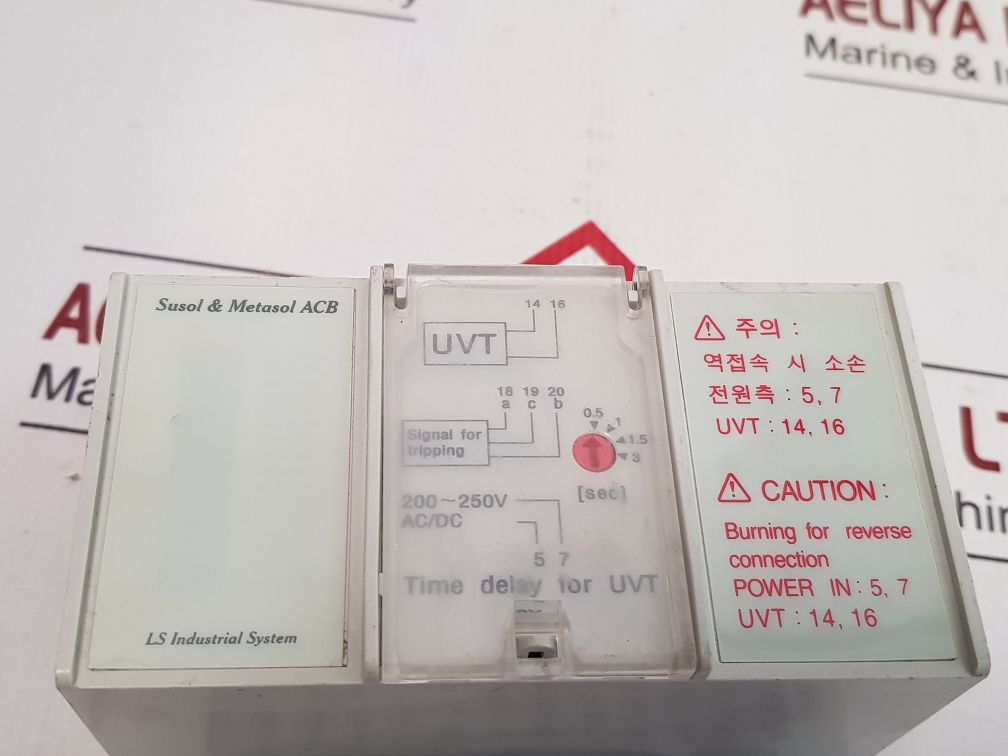 AELIYA
Marine & I
Susol & Metasol ACB
LS Industrial System
14 16
UVT
18 19 20
a c b
Signal for
tripping
0.5
1
1.5
3
[sec]
200~250V
AC/DC
5 7
Time delay for UVT
주의 :
역접속 시 소손
전원측 : 5, 7
UVT : 14, 16
CAUTION :
Burning for reverse
connection
POWER IN : 5, 7
UVT : 14, 16